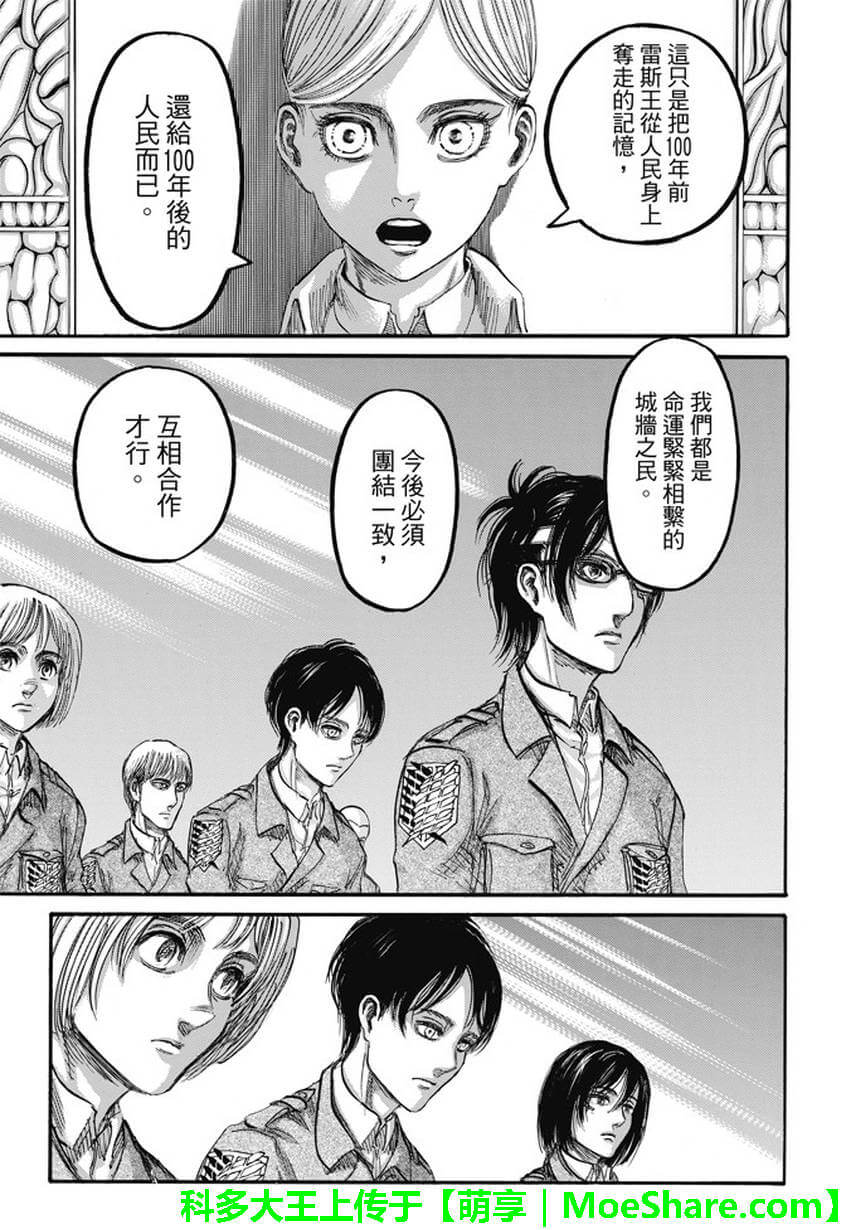 這只是把100年前
雷斯王從人民身上
奪走的記憶，
還給100年後的
人民而已。
我們都是
命運緊緊相繫的
城牆之民。
今後必須
團結一致，
互相合作
才行。
科多大王上传于【萌享｜MoeShare.com】